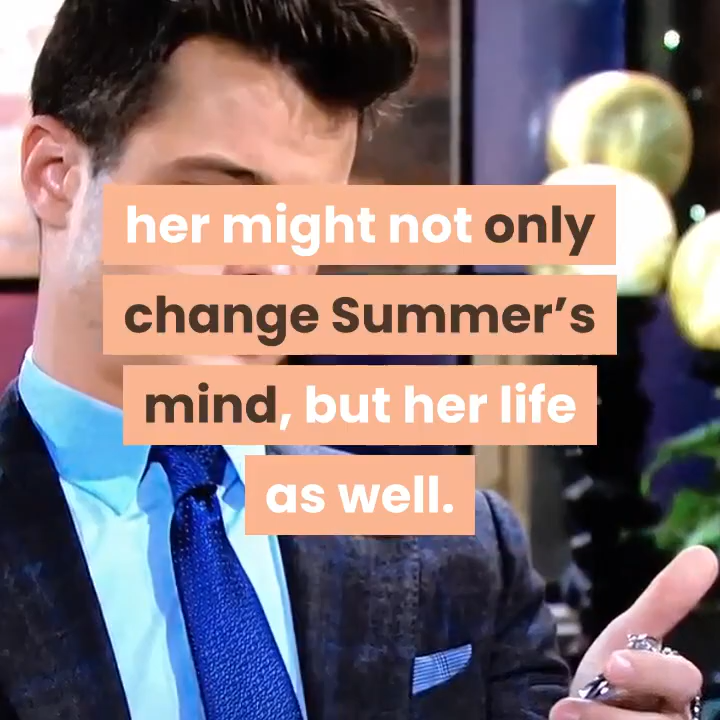 her might not only
change Summer’s
mind, but her life
as well.